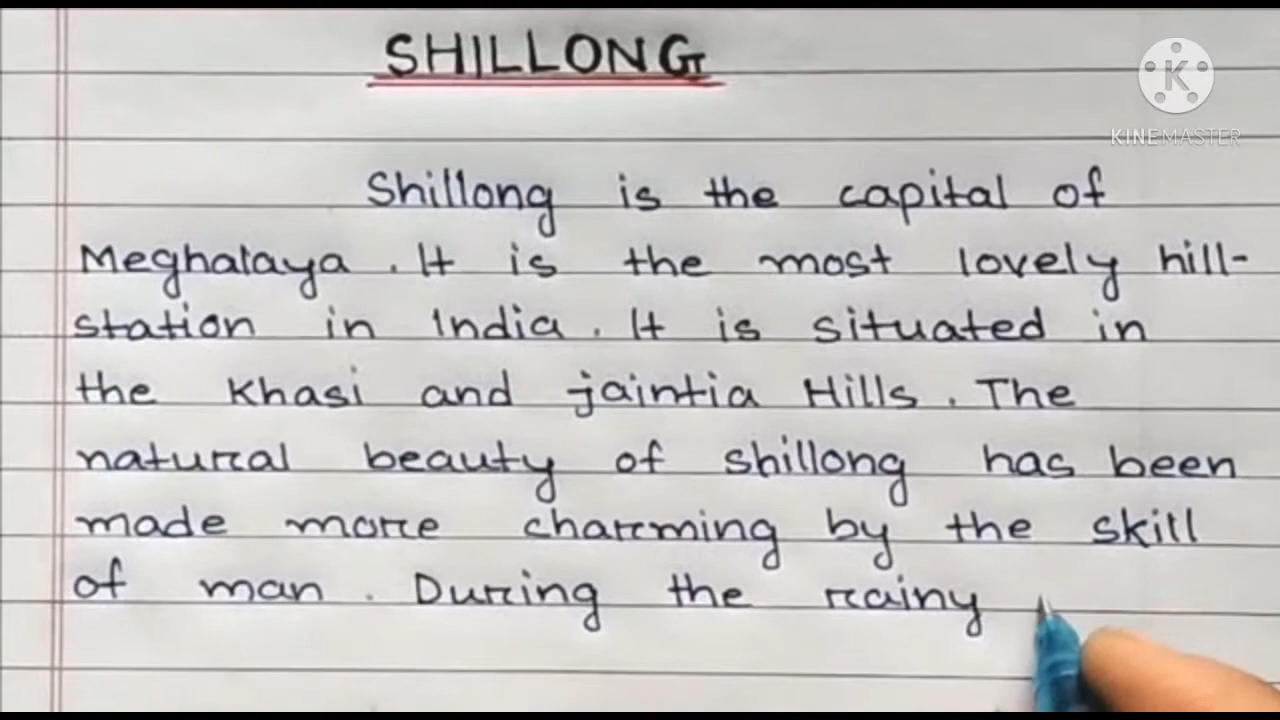 SHILLONG
KINEMASTER
Shillong is the capital of
Meghalaya. It is the most lovely hill-
station in India. It is situated in
the Khasi and jaintia Hills. The
natural beauty of shillong has been
made more charming by the skill
of man. During the rainy